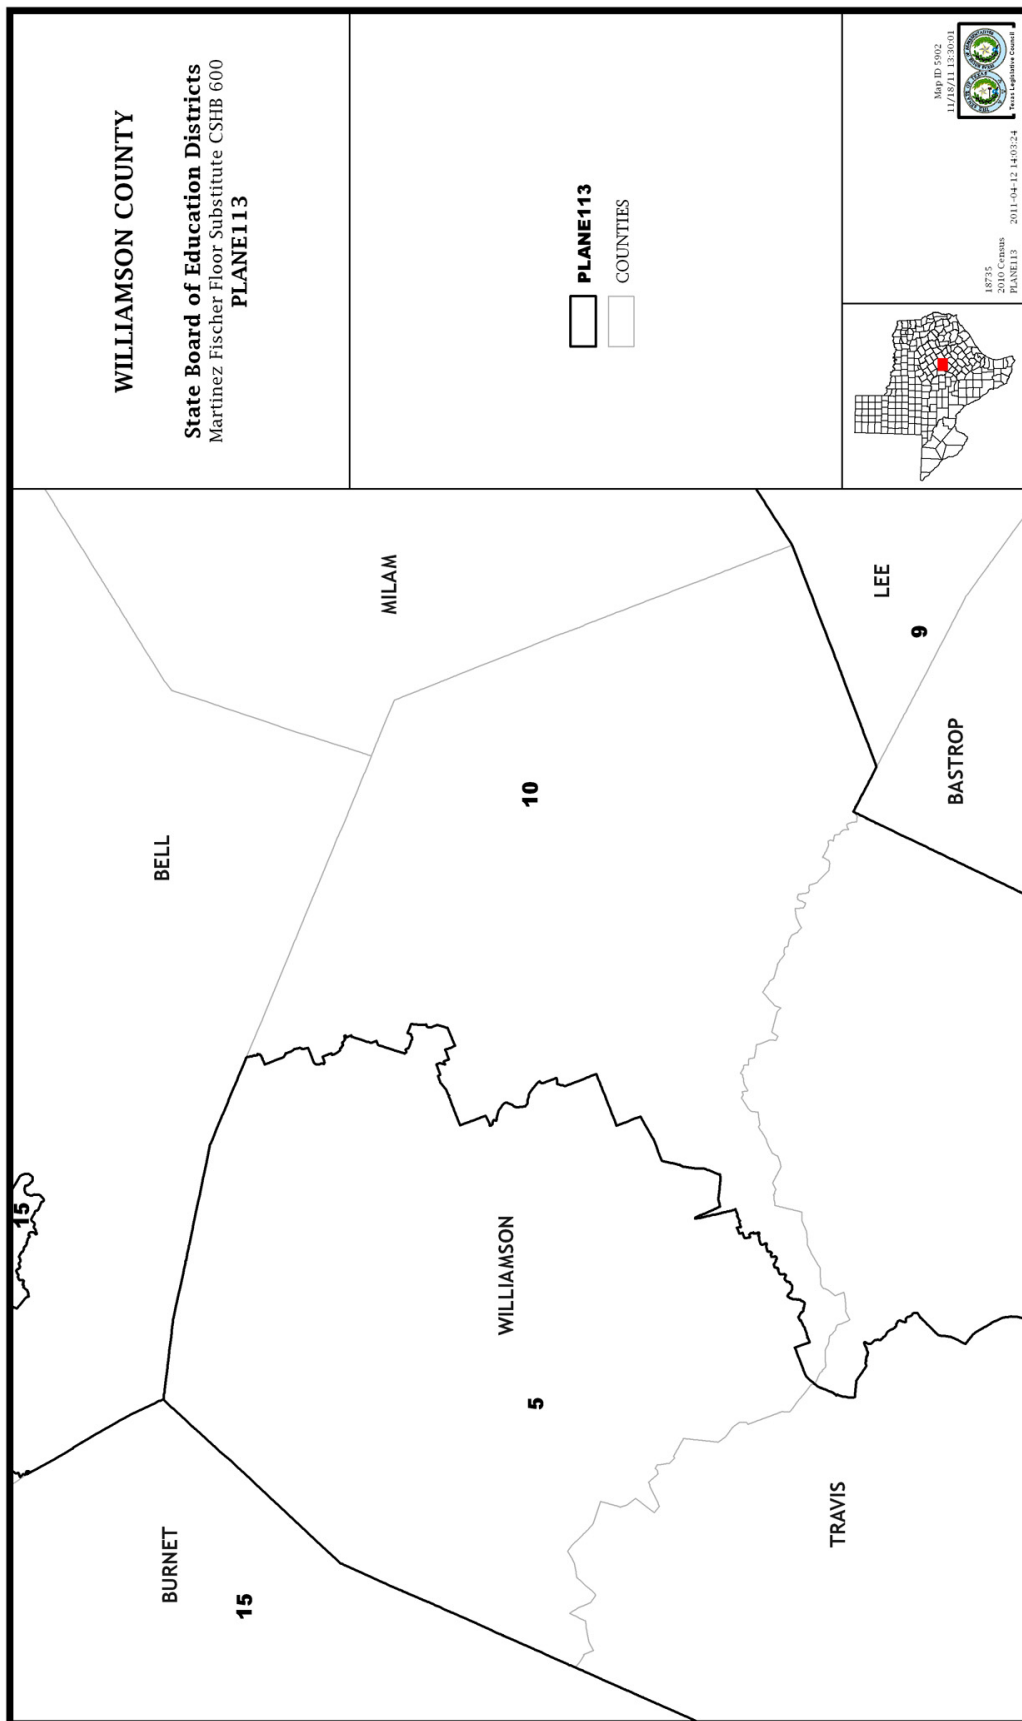 WILLIAMSON COUNTY
State Board of Education Districts
Martinez Fischer Floor Substitute CSHB 600
PLANE113
PLANE113
COUNTIES
Map ID 5902
11/18/11 13:30:01
Texas Legislative Council
18735
2010 Census
PLANE113 2011-04-12 14:03:24
15
BELL
MILAM
BURNET
15
10
WILLIAMSON
5
LEE
9
BASTROP
TRAVIS